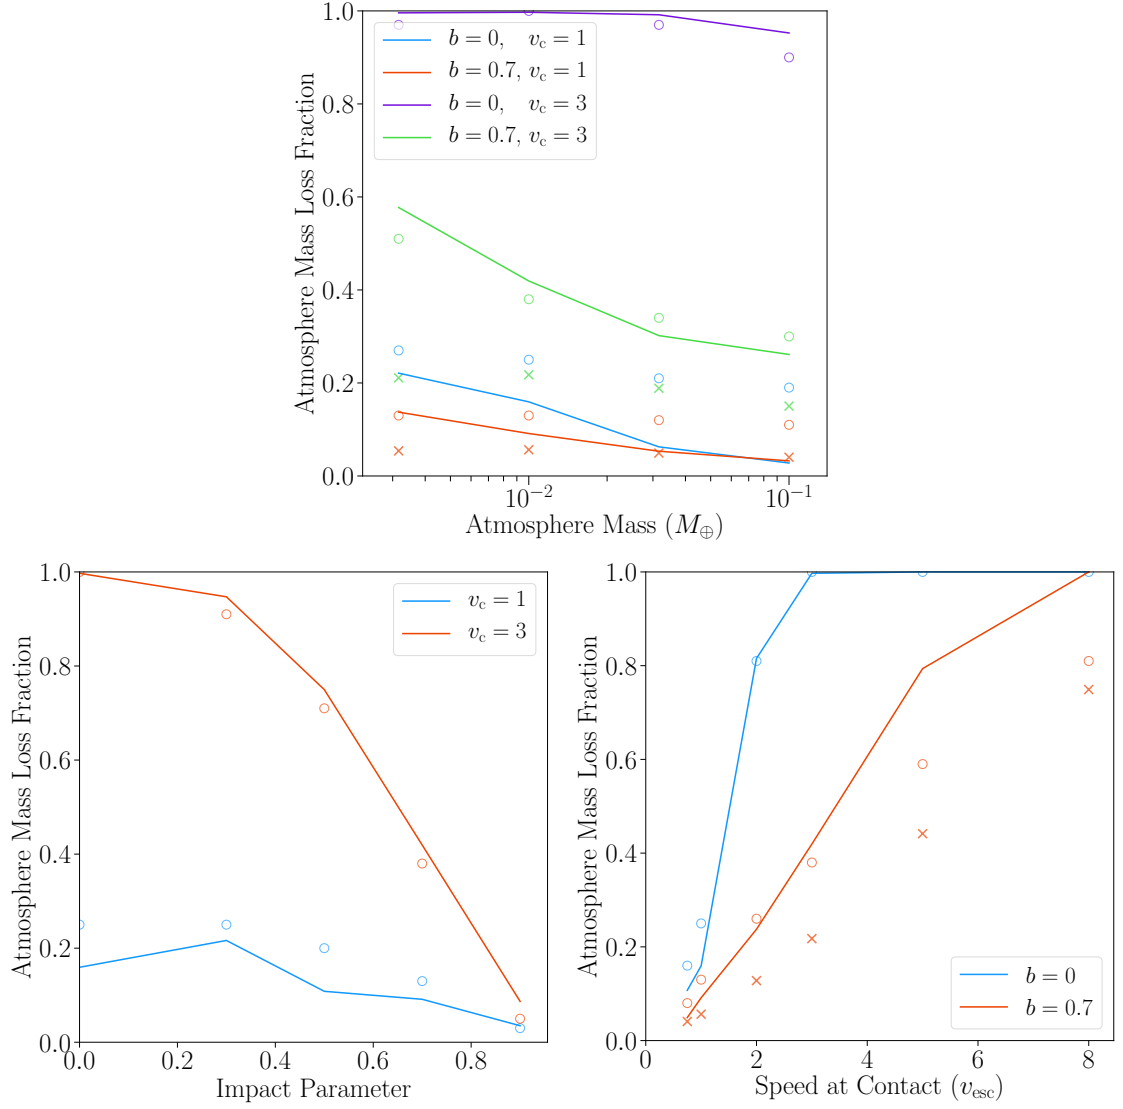 1.0
0.8
0.6
0.4
0.2
0.0
Atmosphere Mass Loss Fraction
b = 0, v_c = 1
b = 0.7, v_c = 1
b = 0, v_c = 3
b = 0.7, v_c = 3
10^{-2}
10^{-1}
Atmosphere Mass (M_⊕)
1.0
0.8
0.6
0.4
0.2
0.0
Atmosphere Mass Loss Fraction
v_c = 1
v_c = 3
0.0 0.2 0.4 0.6 0.8
Impact Parameter
1.0
0.8
0.6
0.4
0.2
0.0
Atmosphere Mass Loss Fraction
b = 0
b = 0.7
0 2 4 6 8
Speed at Contact (v_esc)